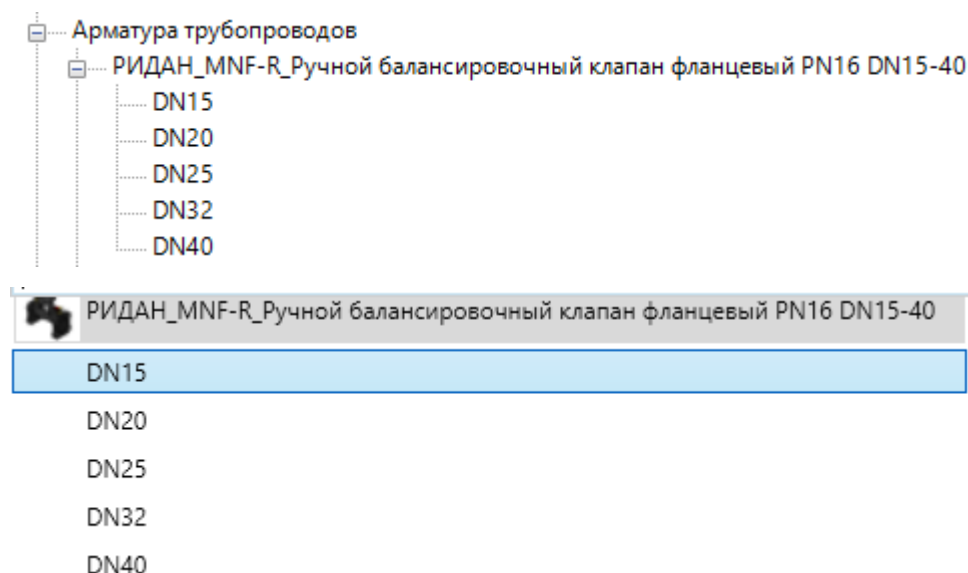 Арматура трубопроводов
РИДАН_MNF-R_Ручной балансировочный клапан фланцевый PN16 DN15-40
DN15
DN20
DN25
DN32
DN40
РИДАН_MNF-R_Ручной балансировочный клапан фланцевый PN16 DN15-40
DN15
DN20
DN25
DN32
DN40